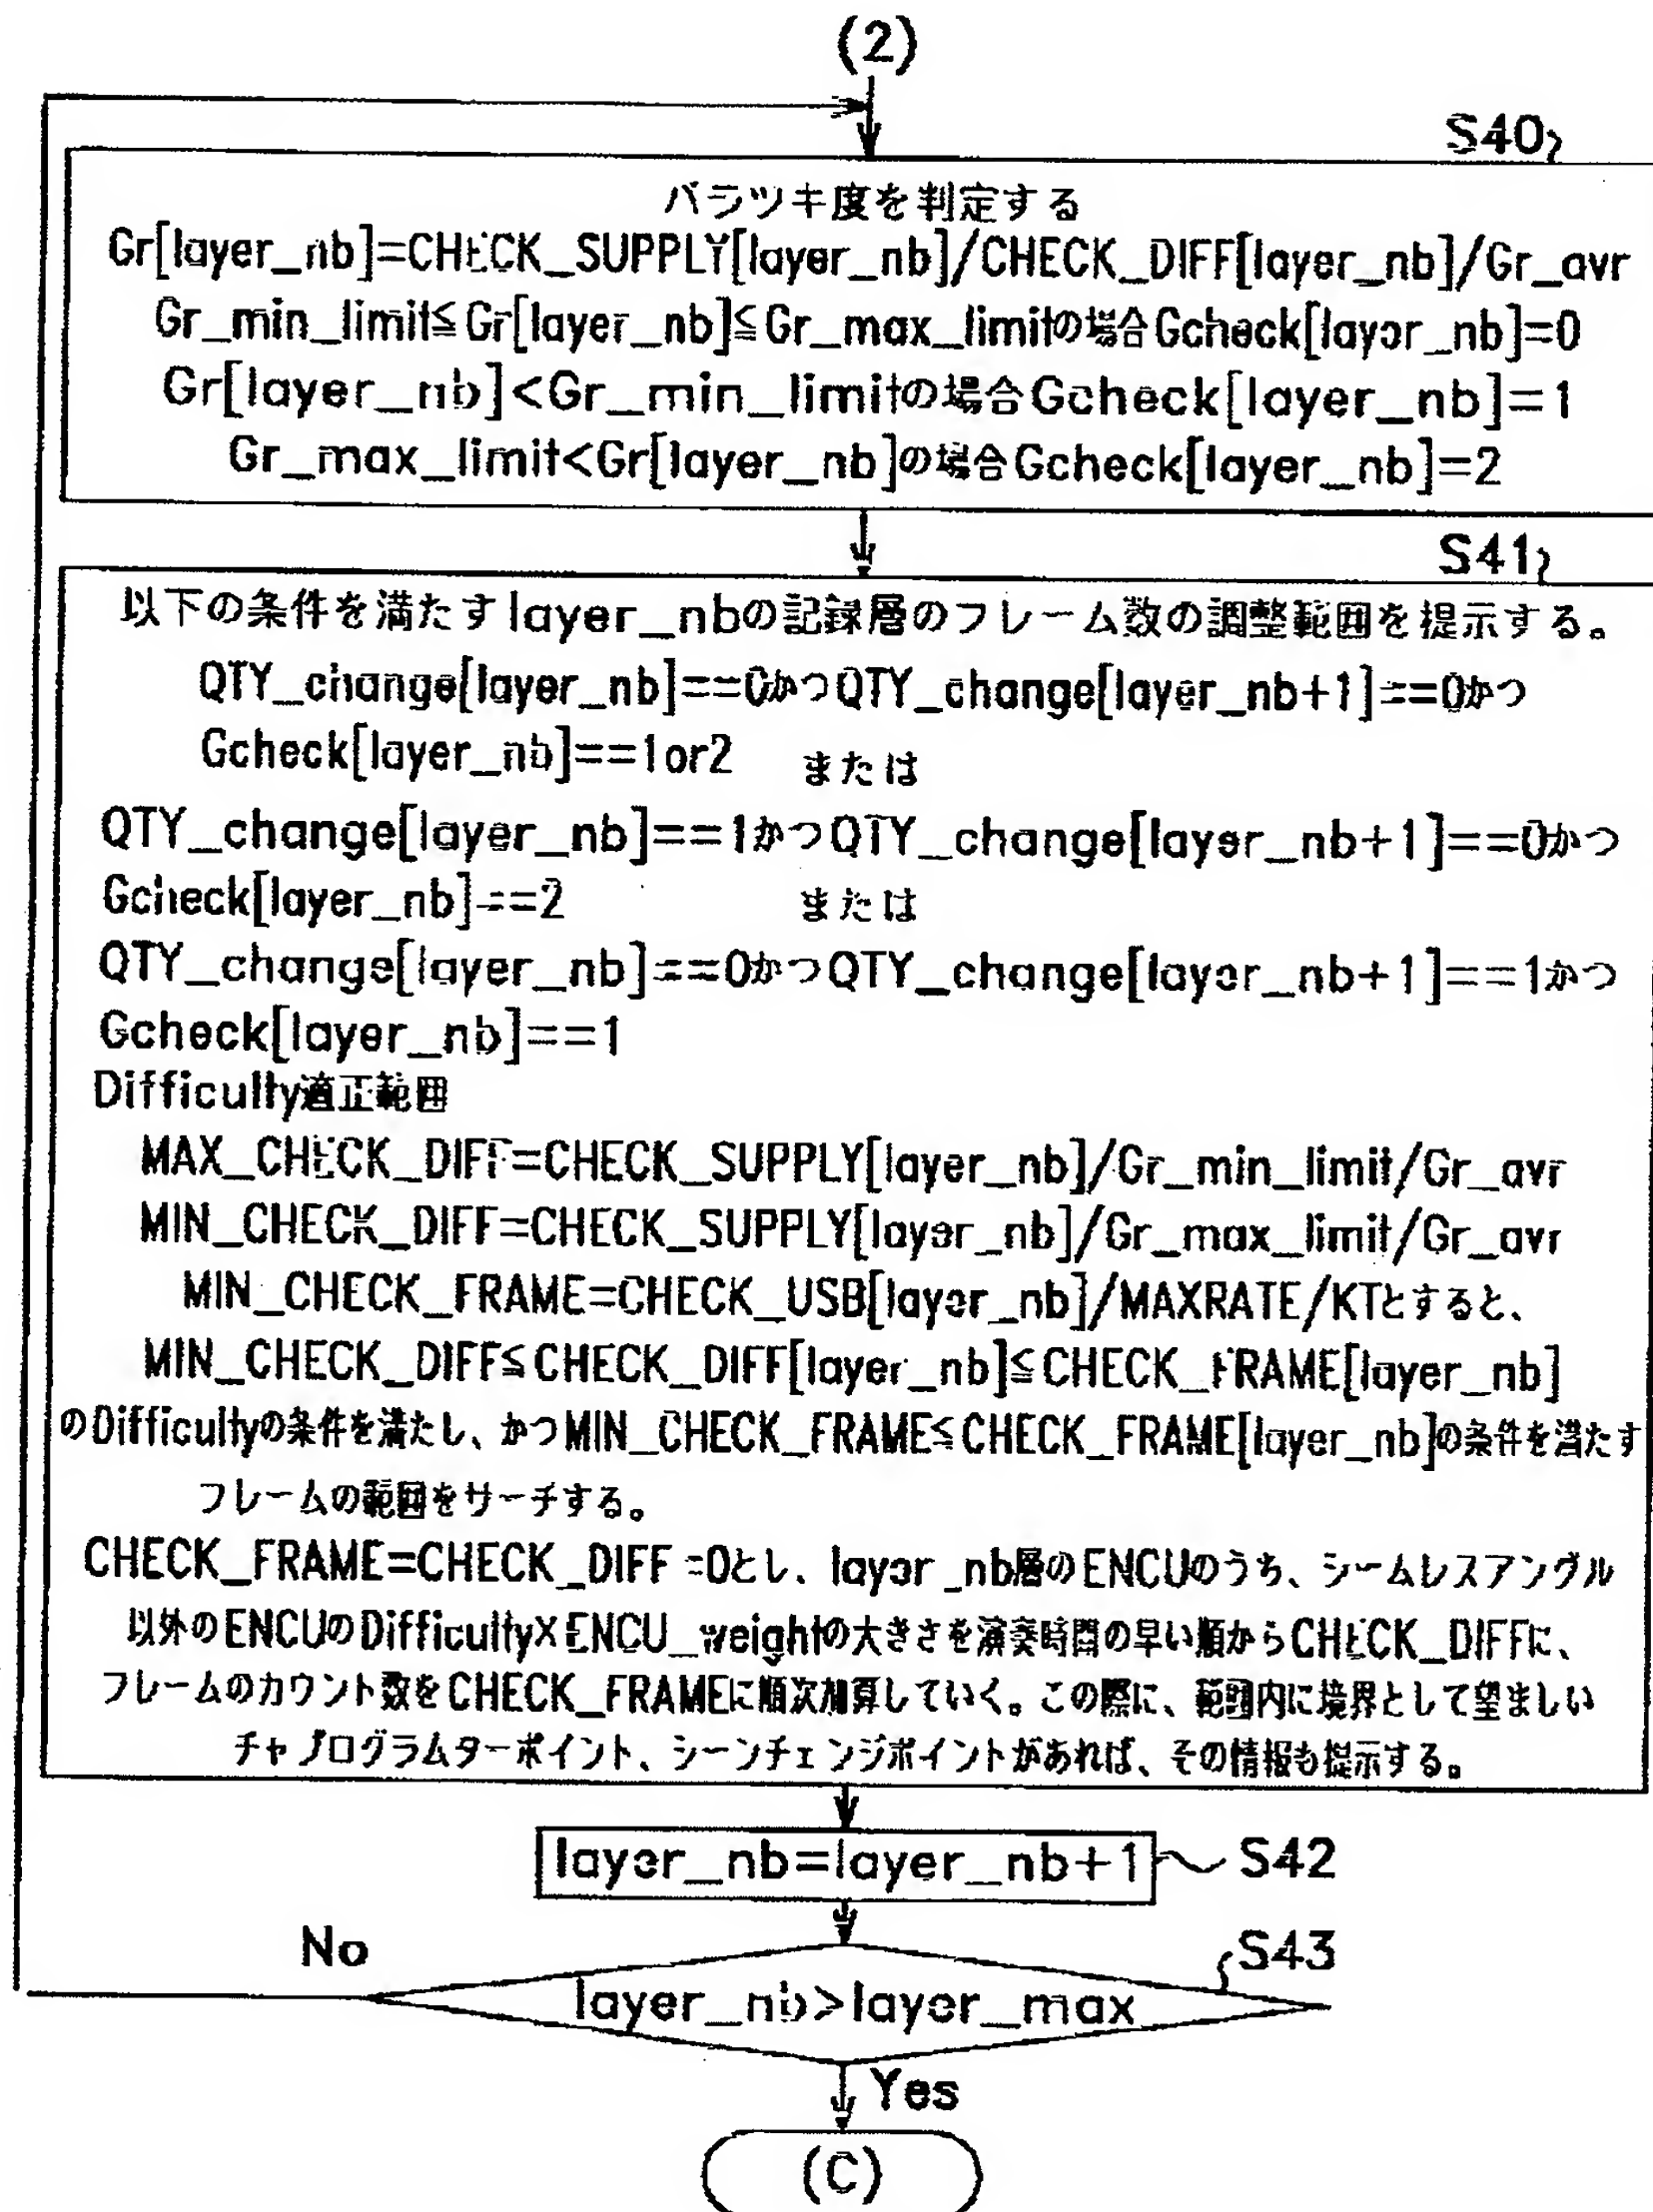 (2)
S40
バラツキ度を判定する
Gr[layer_nb]=CHECK_SUPPLY[layer_nb]/CHECK_DIFF[layer_nb]/Gr_avr
Gr_min_limit≦Gr[layer_nb]≦Gr_max_limitの場合Gcheck[layer_nb]=0
Gr[layer_nb]<Gr_min_limitの場合Gcheck[layer_nb]=1
Gr_max_limit<Gr[layer_nb]の場合Gcheck[layer_nb]=2
S41
以下の条件を満たすlayer_nbの記録層のフレーム数の調整範囲を提示する。
QTY_change[layer_nb]==0かつQTY_change[layer_nb+1]==0かつ
Gcheck[layer_nb]==1or2 または
QTY_change[layer_nb]==1かつQTY_change[layer_nb+1]==0かつ
Gcheck[layer_nb]==2 または
QTY_change[layer_nb]==0かつQTY_change[layer_nb+1]==1かつ
Gcheck[layer_nb]==1
Difficulty適正範囲
MAX_CHECK_DIFF=CHECK_SUPPLY[layer_nb]/Gr_min_limit/Gr_avr
MIN_CHECK_DIFF=CHECK_SUPPLY[layer_nb]/Gr_max_limit/Gr_avr
MIN_CHECK_FRAME=CHECK_USB[layer_nb]/MAXRATE/KTとすると、
MIN_CHECK_DIFF≦CHECK_DIFF[layer_nb]≦CHECK_FRAME[layer_nb]
のDifficultyの条件を満たし、かつMIN_CHECK_FRAME≦CHECK_FRAME[layer_nb]の条件を満たす
フレームの範囲をサーチする。
CHECK_FRAME=CHECK_DIFF=0とし、layer_nb層のENCUのうち、シームレスアングル
以外のENCUのDifficulty×ENCU_weightの大きさを演奏時間の早い順からCHECK_DIFFに、
フレームのカウント数をCHECK_FRAMEに順次加算していく。この際に、範囲内に境界として望ましい
チャプログラムターポイント、シーンチェンジポイントがあれば、その情報も提示する。
layer_nb=layer_nb+1
S42
No
S43
layer_nb>layer_max
Yes
(C)